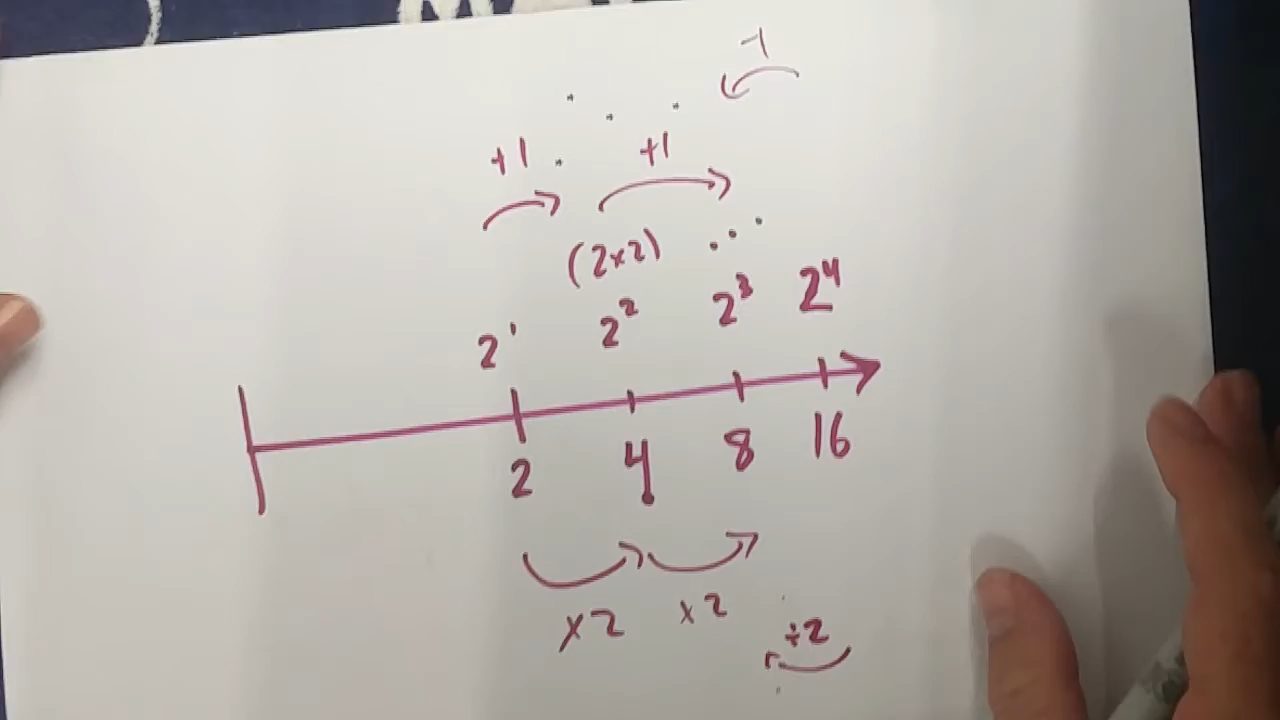 -1
+1 +1
(2×2) ...
2¹ 2² 2³ 2⁴
2 4 8 16
×2 ×2
÷2